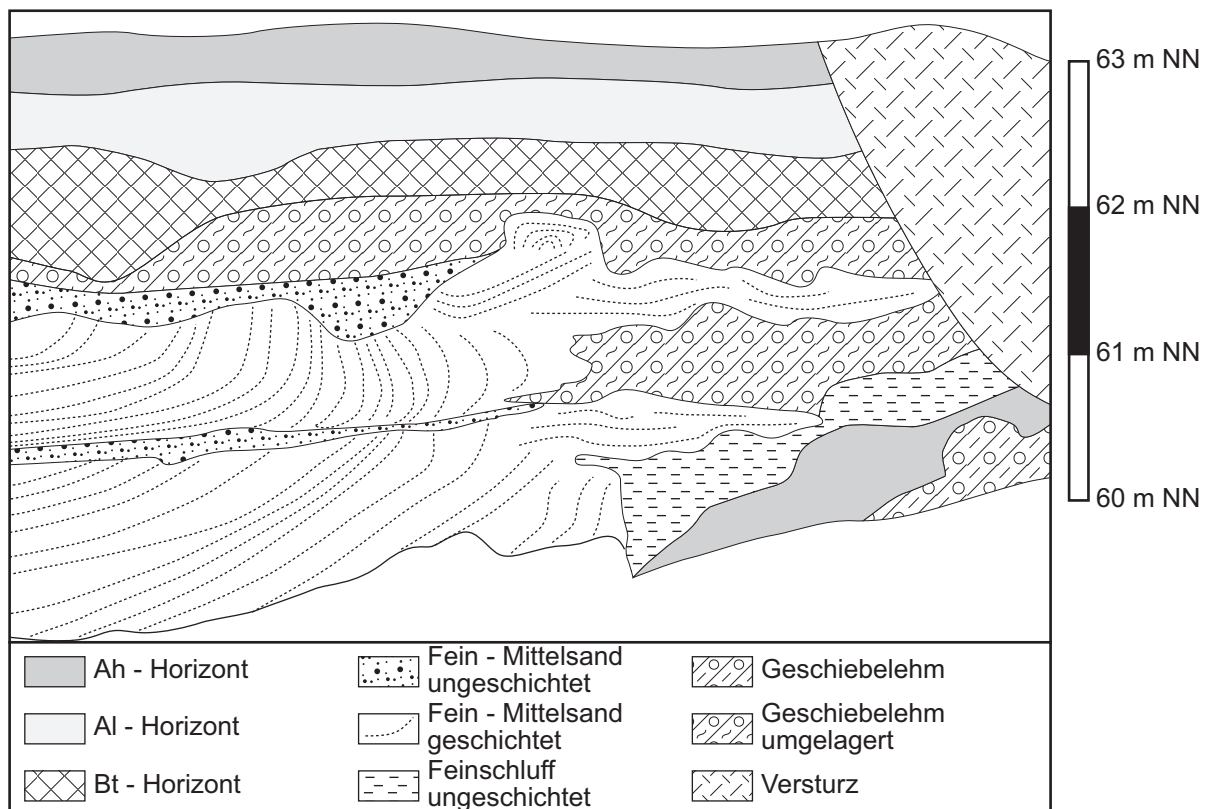 63 m NN
62 m NN
61 m NN
60 m NN
Ah - Horizont
Al - Horizont
Bt - Horizont
Fein - Mittelsand
ungeschichtet
Fein - Mittelsand
geschichtet
Feinschluff
ungeschichtet
Geschiebelehm
Geschiebelehm
umgelagert
Versturz